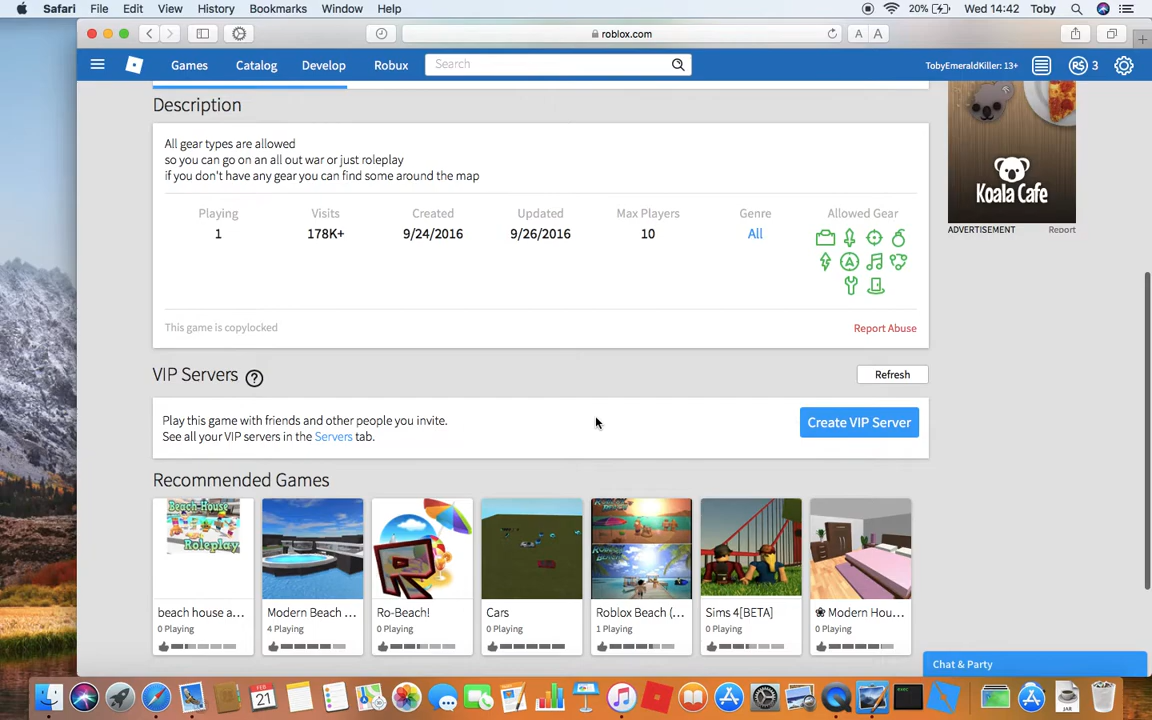 Safari File Edit View History Bookmarks Window Help 20% Wed 14:42 Toby
roblox.com A A
Games Catalog Develop Robux Search TobyEmeraldKiller: 13+ R$ 3
Description
All gear types are allowed
so you can go on an all out war or just roleplay
if you don't have any gear you can find some around the map
Playing Visits Created Updated Max Players Genre Allowed Gear
1 178K+ 9/24/2016 9/26/2016 10 All
This game is copylocked Report Abuse
Koala Cafe
ADVERTISEMENT Report
VIP Servers ? Refresh
Play this game with friends and other people you invite.
See all your VIP servers in the Servers tab.
Create VIP Server
Recommended Games
Beach-House
Roleplay
beach house a... Modern Beach ... Ro-Beach! Cars Roblox Beach (... Sims 4[BETA] ❀ Modern Hou...
0 Playing 4 Playing 0 Playing 0 Playing 1 Playing 0 Playing 0 Playing
Chat & Party
FEB
21
JAR